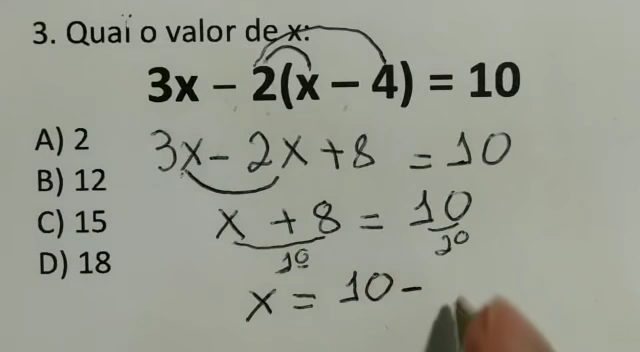 3. Qual o valor de x:
3x – 2(x – 4) = 10
A) 2
B) 12
C) 15
D) 18
3x - 2x + 8 = 10
x + 8 = 10
1º 2º
x = 10 -